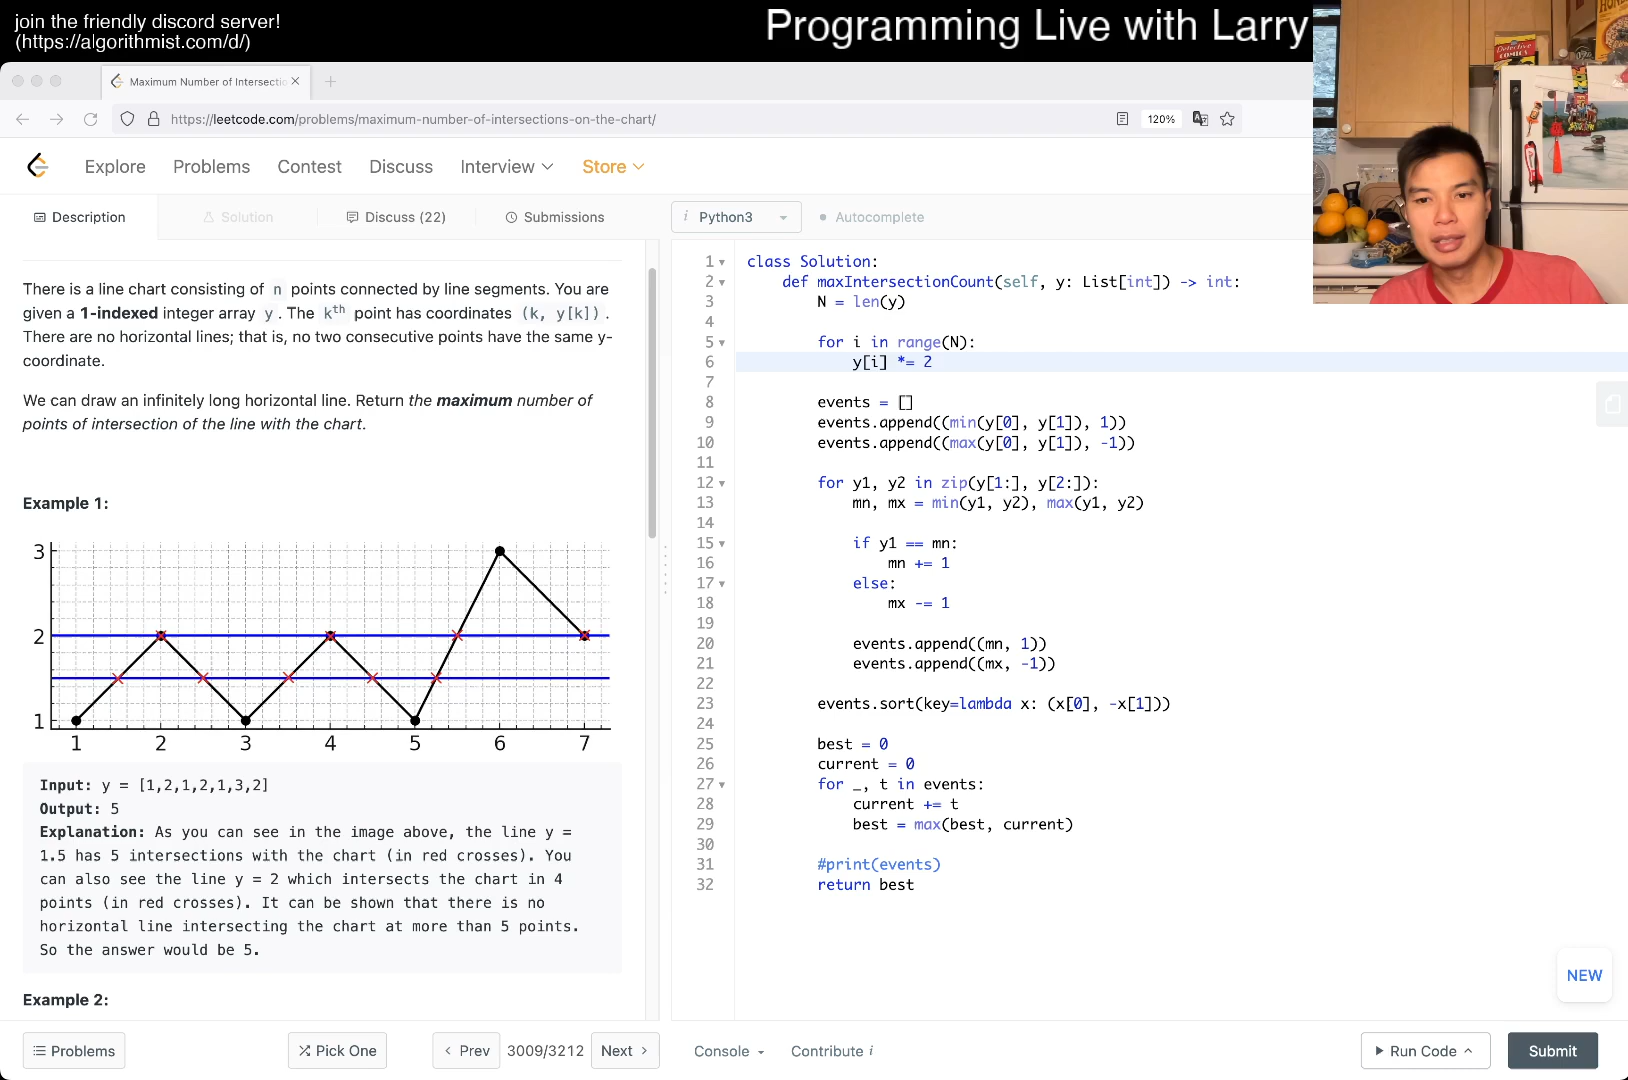 join the friendly discord server!
(https://algorithmist.com/d/)
Programming Live with Larry
Maximum Number of Intersecti
https://leetcode.com/problems/maximum-number-of-intersections-on-the-chart/
120%
Explore Problems Contest Discuss Interview Store
Description Solution Discuss (22) Submissions
i Python3 Autocomplete
There is a line chart consisting of n points connected by line segments. You are
given a 1-indexed integer array y. The kth point has coordinates (k, y[k]).
There are no horizontal lines; that is, no two consecutive points have the same y-
coordinate.
We can draw an infinitely long horizontal line. Return the maximum number of
points of intersection of the line with the chart.
Example 1:
3
2
1
1 2 3 4 5 6 7
Input: y = [1,2,1,2,1,3,2]
Output: 5
Explanation: As you can see in the image above, the line y =
1.5 has 5 intersections with the chart (in red crosses). You
can also see the line y = 2 which intersects the chart in 4
points (in red crosses). It can be shown that there is no
horizontal line intersecting the chart at more than 5 points.
So the answer would be 5.
Example 2:
1 class Solution:
2 def maxIntersectionCount(self, y: List[int]) -> int:
3 N = len(y)
4
5 for i in range(N):
6 y[i] *= 2
7
8 events = []
9 events.append((min(y[0], y[1]), 1))
10 events.append((max(y[0], y[1]), -1))
11
12 for y1, y2 in zip(y[1:], y[2:]):
13 mn, mx = min(y1, y2), max(y1, y2)
14
15 if y1 == mn:
16 mn += 1
17 else:
18 mx -= 1
19
20 events.append((mn, 1))
21 events.append((mx, -1))
22
23 events.sort(key=lambda x: (x[0], -x[1]))
24
25 best = 0
26 current = 0
27 for _, t in events:
28 current += t
29 best = max(best, current)
30
31 #print(events)
32 return best
NEW
Problems Pick One Prev 3009/3212 Next Console Contribute i Run Code Submit